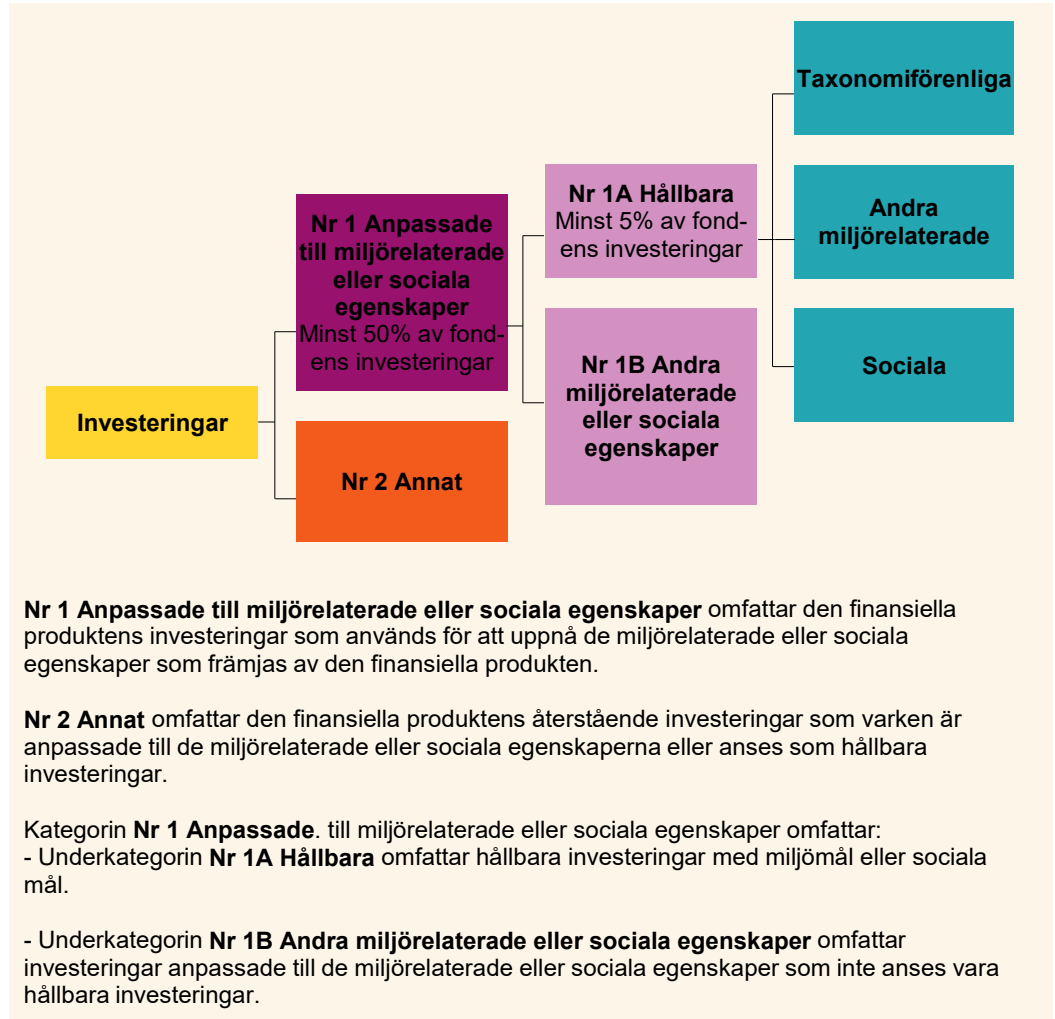 Investeringar
Nr 1 Anpassade
till miljörelaterade
eller sociala
egenskaper
Minst 50% av fond-
ens investeringar
Nr 2 Annat
Nr 1A Hållbara
Minst 5% av fond-
ens investeringar
Nr 1B Andra
miljörelaterade
eller sociala
egenskaper
Taxonomiförenliga
Andra
miljörelaterade
Sociala
Nr 1 Anpassade till miljörelaterade eller sociala egenskaper omfattar den finansiella
produktens investeringar som används för att uppnå de miljörelaterade eller sociala
egenskaper som främjas av den finansiella produkten.
Nr 2 Annat omfattar den finansiella produktens återstående investeringar som varken är
anpassade till de miljörelaterade eller sociala egenskaperna eller anses som hållbara
investeringar.
Kategorin Nr 1 Anpassade. till miljörelaterade eller sociala egenskaper omfattar:
- Underkategorin Nr 1A Hållbara omfattar hållbara investeringar med miljömål eller sociala
mål.
- Underkategorin Nr 1B Andra miljörelaterade eller sociala egenskaper omfattar
investeringar anpassade till de miljörelaterade eller sociala egenskaper som inte anses vara
hållbara investeringar.